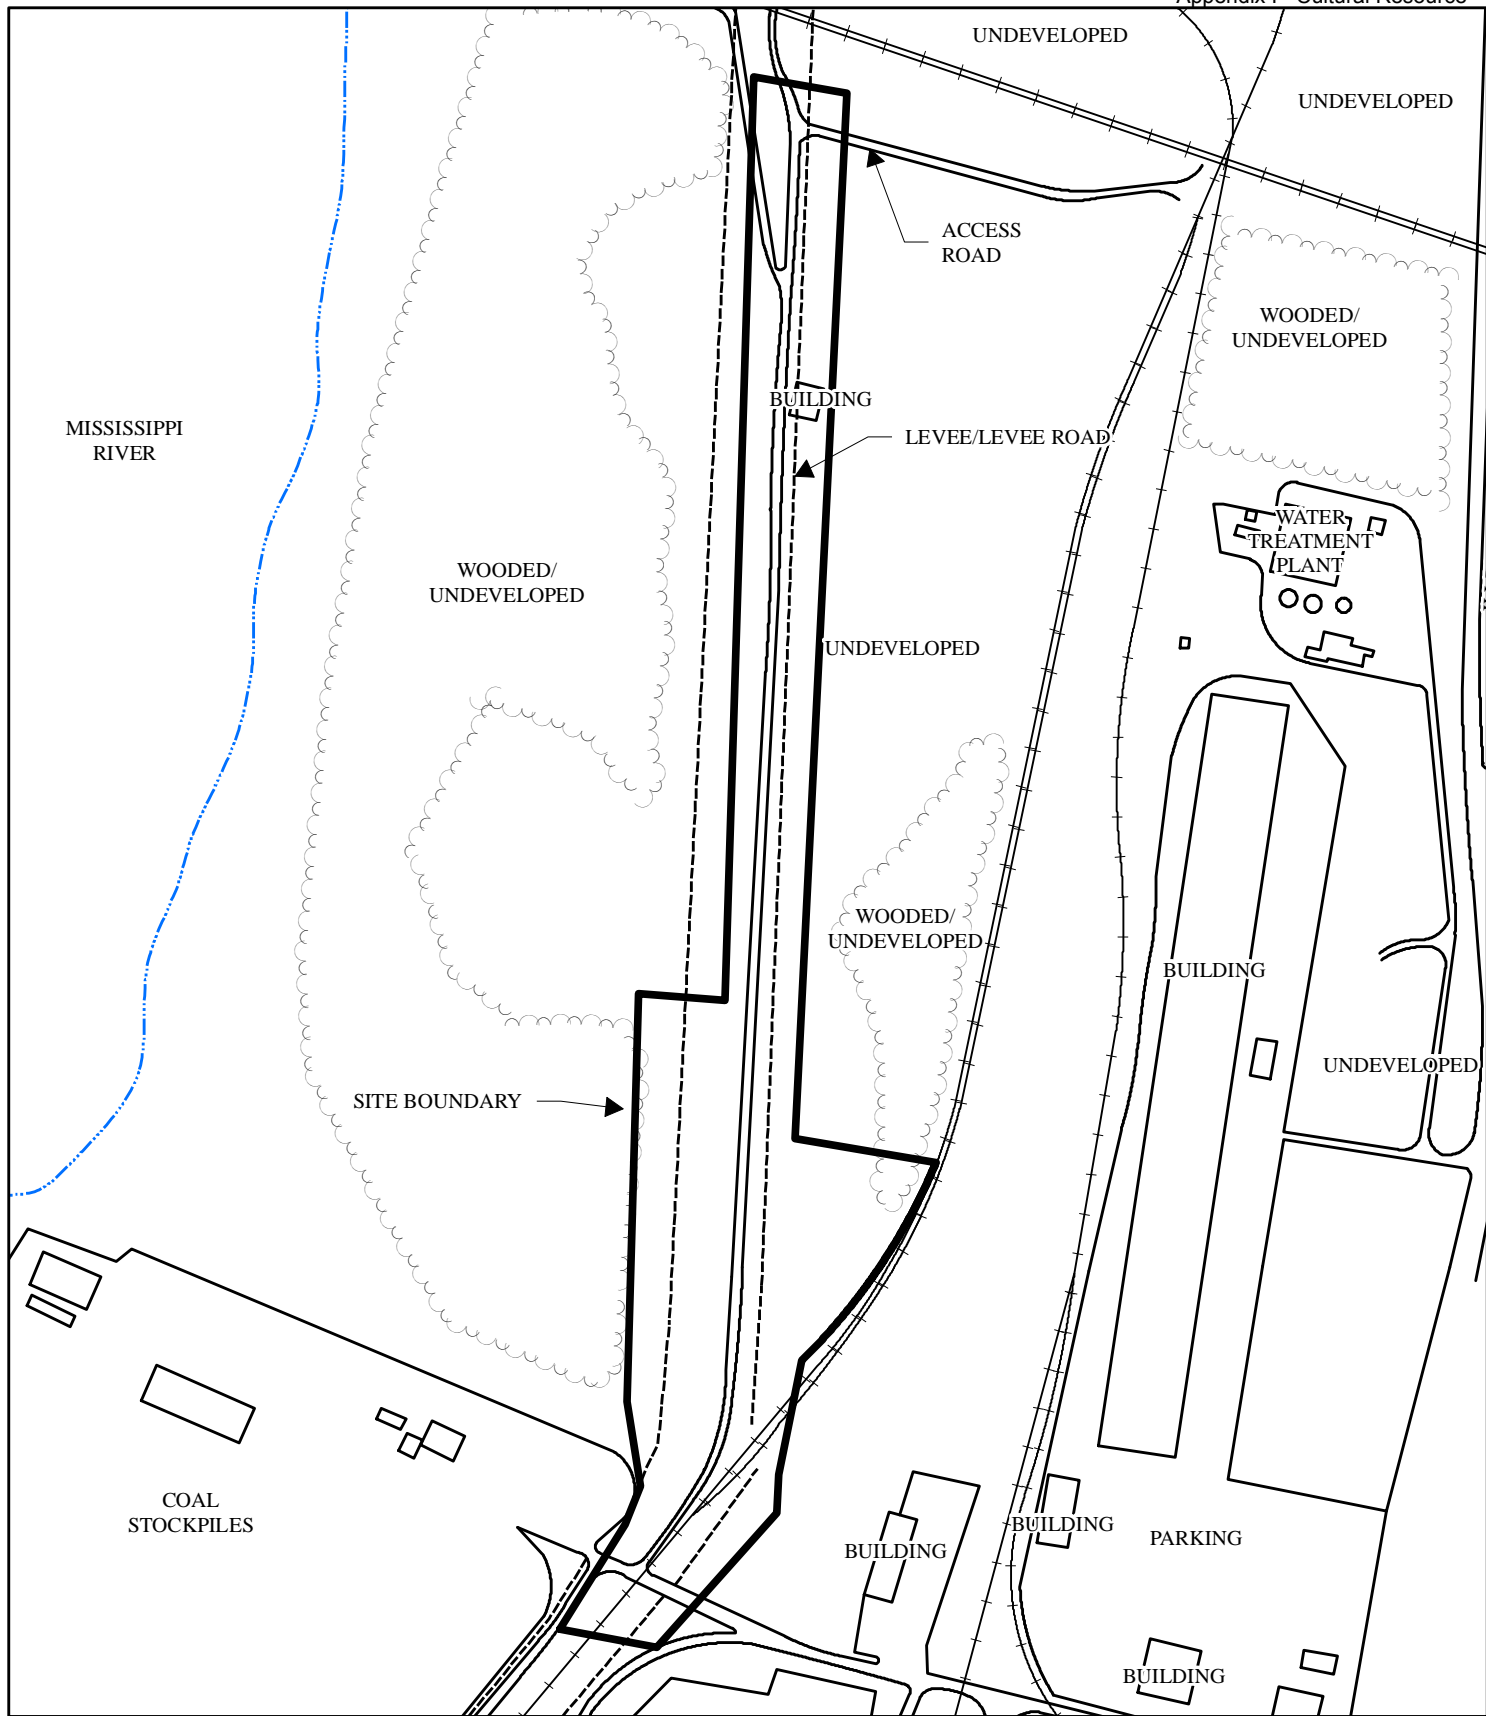 UNDEVELOPED
UNDEVELOPED
ACCESS
ROAD
WOODED/
UNDEVELOPED
BUILDING
MISSISSIPPI
RIVER
LEVEE/LEVEE ROAD
WATER
TREATMENT
PLANT
WOODED/
UNDEVELOPED
UNDEVELOPED
WOODED/
UNDEVELOPED
BUILDING
UNDEVELOPED
SITE BOUNDARY
COAL
STOCKPILES
BUILDING
PARKING
BUILDING
BUILDING